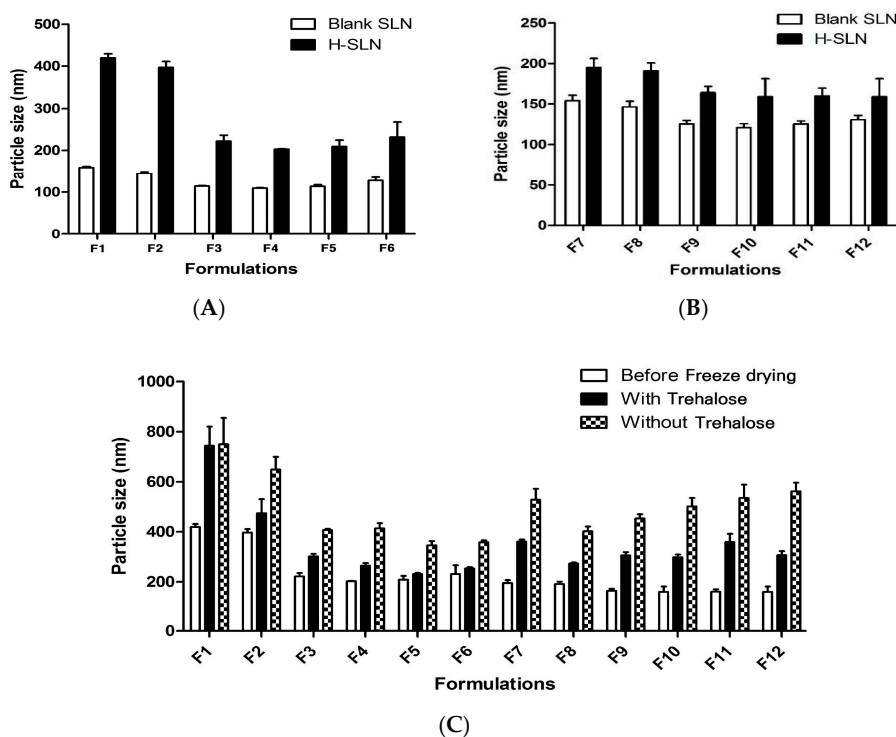 Blank SLN
H-SLN
Particle size (nm)
500
400
300
200
100
0
F1 F2 F3 F4 F5 F6
Formulations
(A)
Blank SLN
H-SLN
Particle size (nm)
250
200
150
100
50
0
F7 F8 F9 F10 F11 F12
Formulations
(B)
Before Freeze drying
With Trehalose
Without Trehalose
Particle size (nm)
1000
800
600
400
200
0
F1 F2 F3 F4 F5 F6 F7 F8 F9 F10 F11 F12
Formulations
(C)